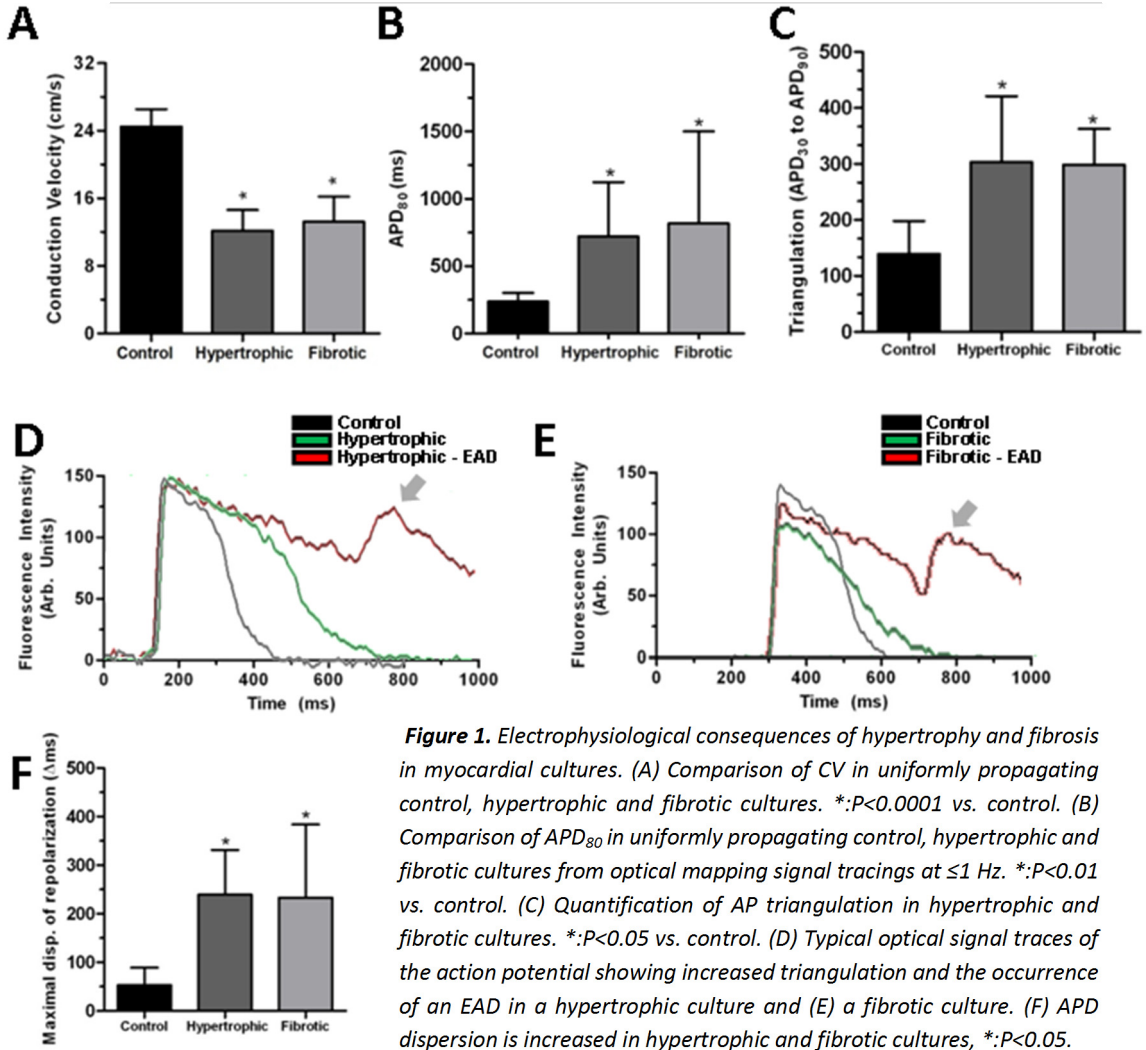 A
Conduction Velocity (cm/s)
32
24
16
8
0
*
*
Control Hypertrophic Fibrotic
B
APD80 (ms)
2000
1500
1000
500
0
*
*
Control Hypertrophic Fibrotic
C
Triangulation (APD30 to APD90)
500
400
300
200
100
0
*
*
Control Hypertrophic Fibrotic
D
Control
Hypertrophic
Hypertrophic - EAD
Fluorescence Intensity
(Arb. Units)
150
100
50
0
0 200 400 600 800 1000
Time (ms)
E
Control
Fibrotic
Fibrotic - EAD
Fluorescence Intensity
(Arb. Units)
150
100
50
0
0 200 400 600 800 1000
Time (ms)
F
Maximal disp. of repolarization (Δms)
500
400
300
200
100
0
*
*
Control Hypertrophic Fibrotic
Figure 1. Electrophysiological consequences of hypertrophy and fibrosis
in myocardial cultures. (A) Comparison of CV in uniformly propagating
control, hypertrophic and fibrotic cultures. *:P<0.0001 vs. control. (B)
Comparison of APD80 in uniformly propagating control, hypertrophic and
fibrotic cultures from optical mapping signal tracings at ≤1 Hz. *:P<0.01
vs. control. (C) Quantification of AP triangulation in hypertrophic and
fibrotic cultures. *:P<0.05 vs. control. (D) Typical optical signal traces of
the action potential showing increased triangulation and the occurrence
of an EAD in a hypertrophic culture and (E) a fibrotic culture. (F) APD
dispersion is increased in hypertrophic and fibrotic cultures, *:P<0.05.